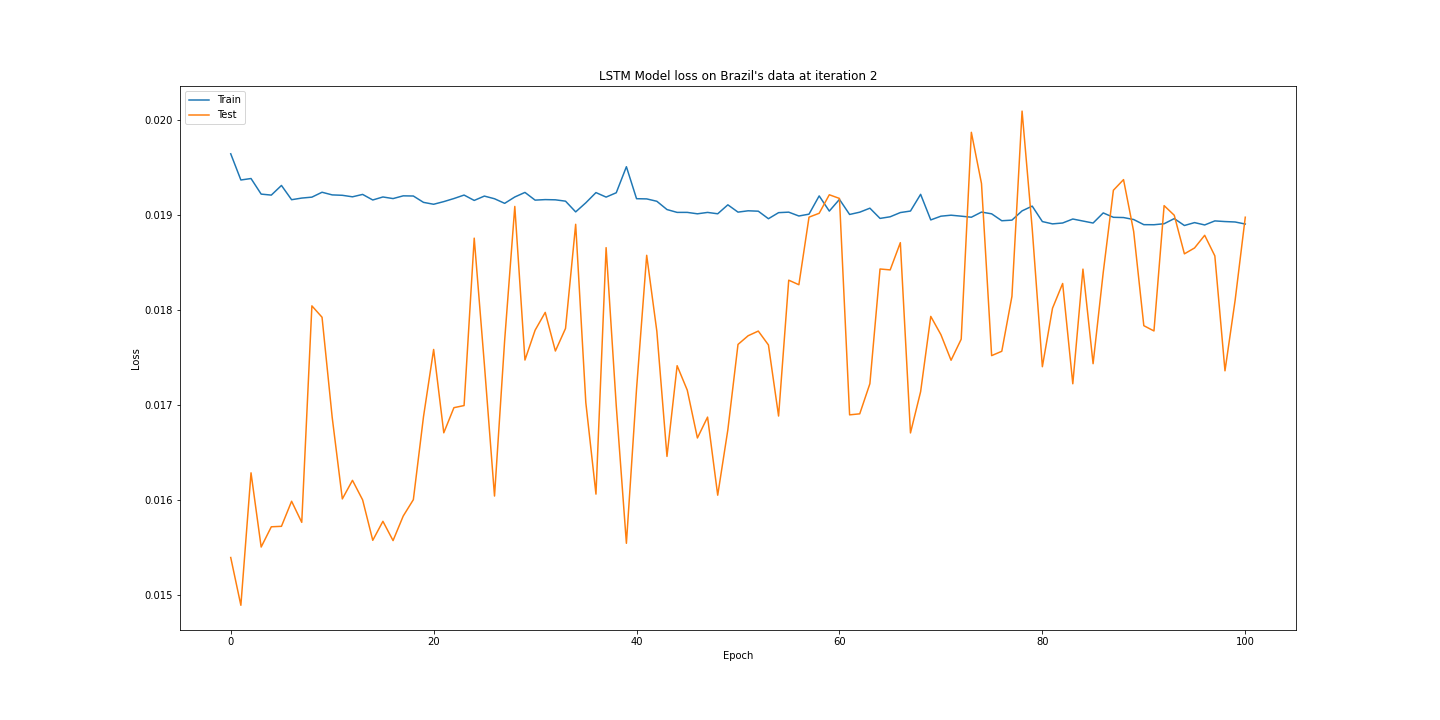 LSTM Model loss on Brazil's data at iteration 2
Train
Test
0.020
0.019
0.018
0.017
0.016
0.015
Loss
0 20 40 60 80 100
Epoch